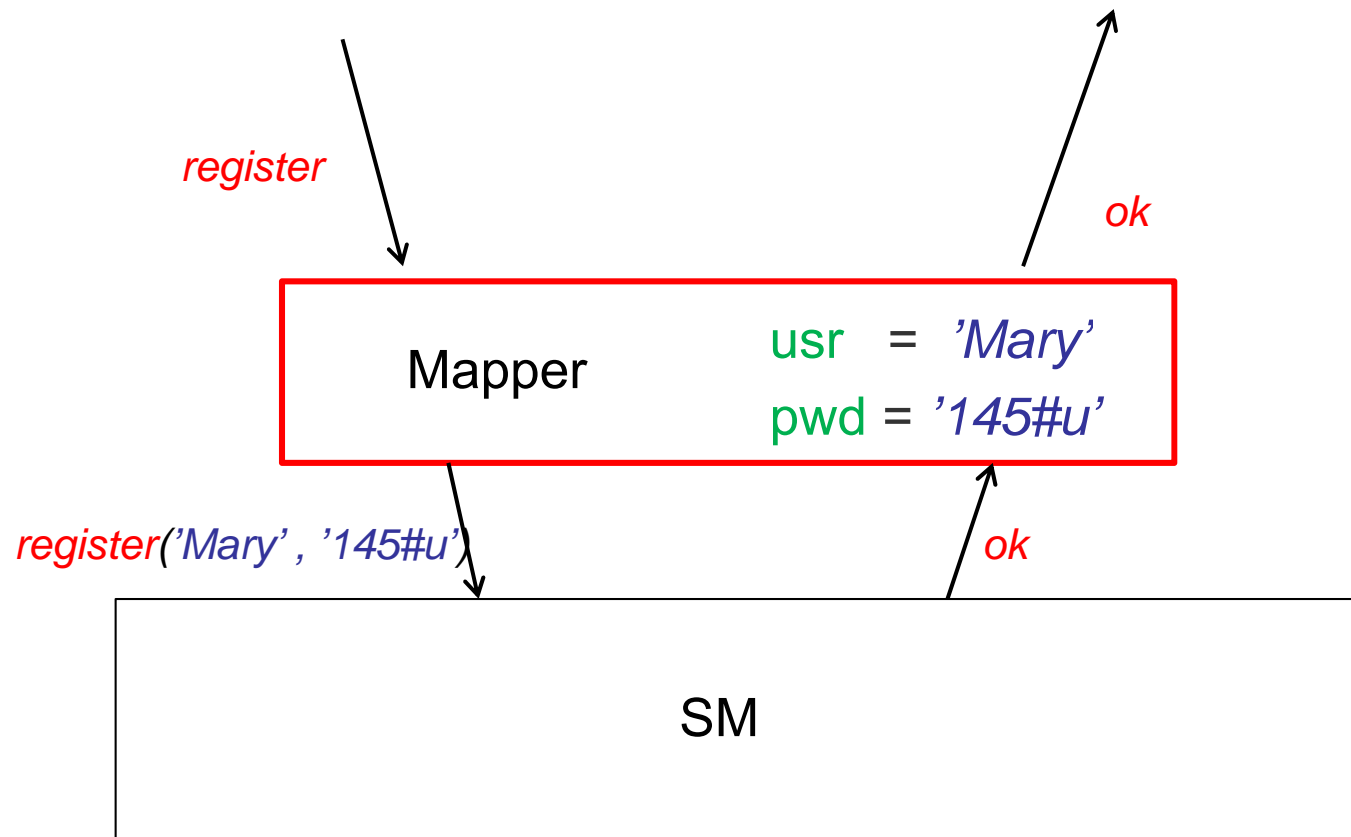 register
ok
Mapper
usr = ’Mary’
pwd = ’145#u’
register(’Mary’ , ’145#u’)
ok
SM